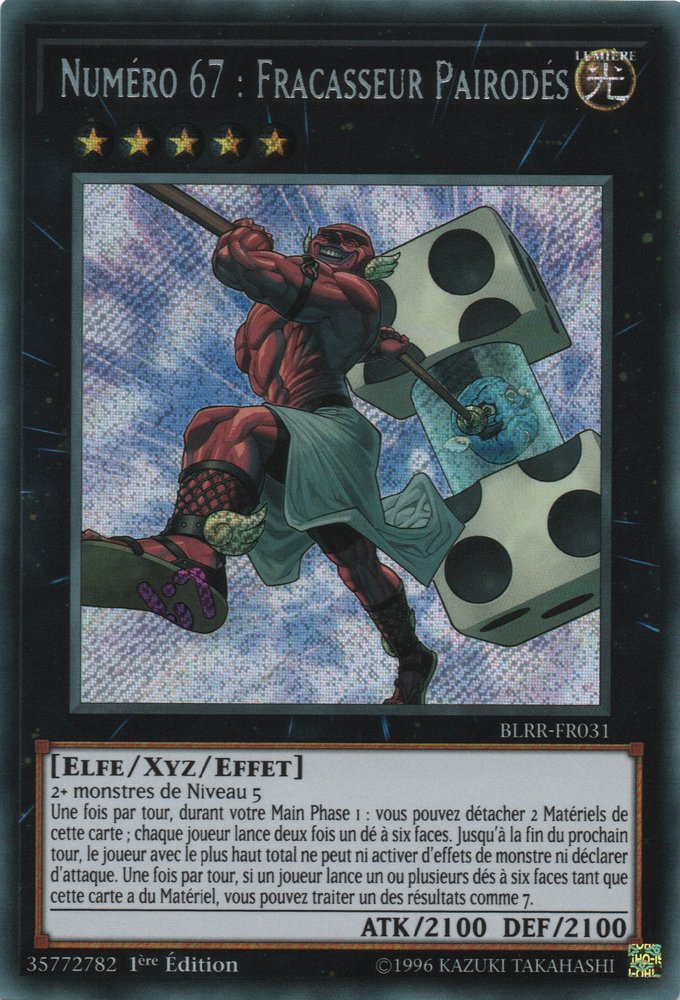 NUMÉRO 67 : FRACASSEUR PAIRODÉS
LUMIÈRE
光
BLRR-FR031
[ELFE/XYZ/EFFET]
2+ monstres de Niveau 5
Une fois par tour, durant votre Main Phase 1 : vous pouvez détacher 2 Matériels de
cette carte ; chaque joueur lance deux fois un dé à six faces. Jusqu'à la fin du prochain
tour, le joueur avec le plus haut total ne peut ni activer d'effets de monstre ni déclarer
d'attaque. Une fois par tour, si un joueur lance un ou plusieurs dés à six faces tant que
cette carte a du Matériel, vous pouvez traiter un des résultats comme 7.
ATK/2100 DEF/2100
35772782 1ère Édition
©1996 KAZUKI TAKAHASHI